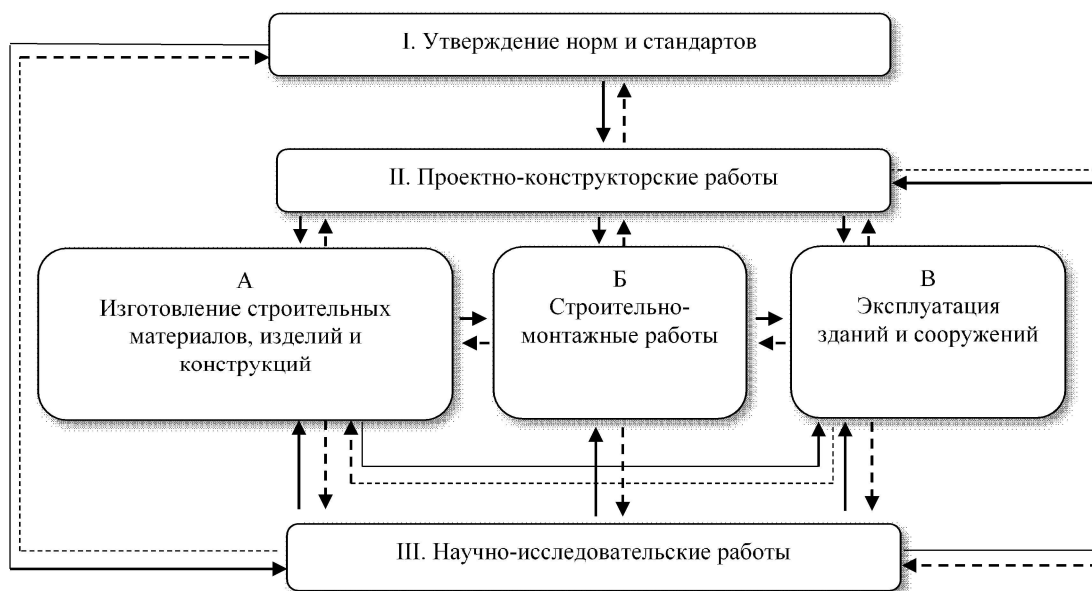 I. Утверждение норм и стандартов
II. Проектно-конструкторские работы
А
Изготовление строительных
материалов, изделий и
конструкций
Б
Строительно-
монтажные работы
В
Эксплуатация
зданий и сооружений
III. Научно-исследовательские работы